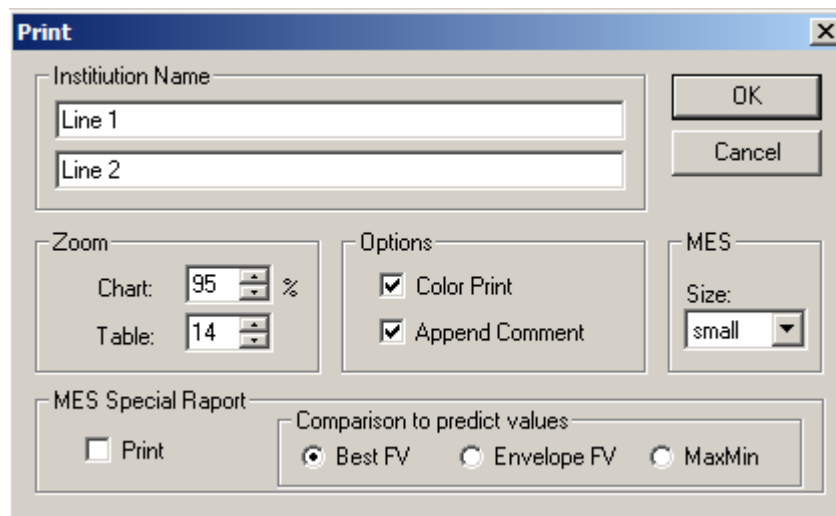 Print
Institiution Name
Line 1
Line 2
OK
Cancel
Zoom
Chart: 95 %
Table: 14
Options
Color Print
Append Comment
MES
Size:
small
MES Special Raport
Print
Comparison to predict values
Best FV Envelope FV MaxMin